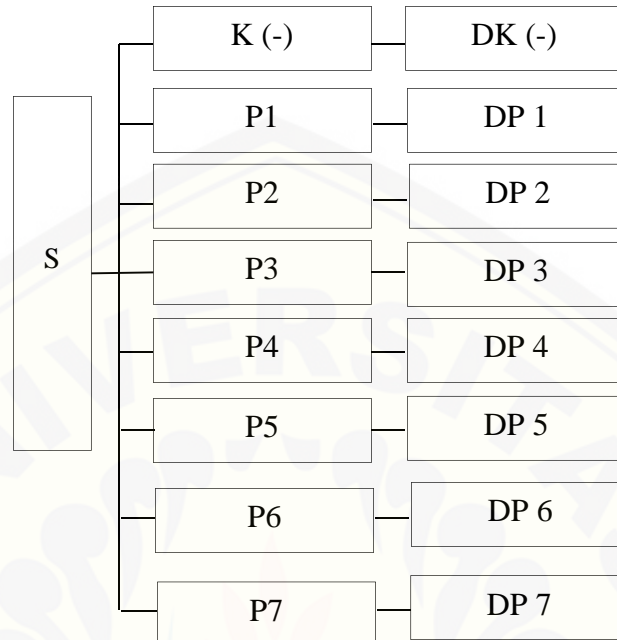 K (-) DK (-)
P1 DP 1
P2 DP 2
S
P3 DP 3
P4 DP 4
P5 DP 5
P6 DP 6
P7 DP 7